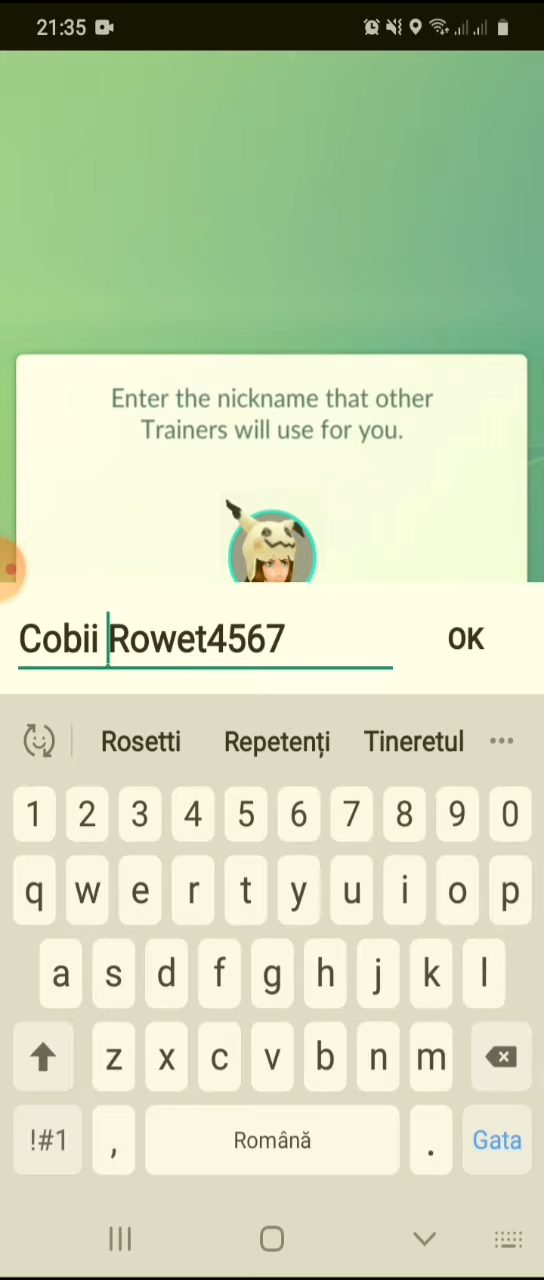 21:35
Enter the nickname that other
Trainers will use for you.
Cobii Rowet4567 OK
Rosetti Repetenți Tineretul
1 2 3 4 5 6 7 8 9 0
q w e r t y u i o p
a s d f g h j k l
z x c v b n m
!#1 , Română . Gata